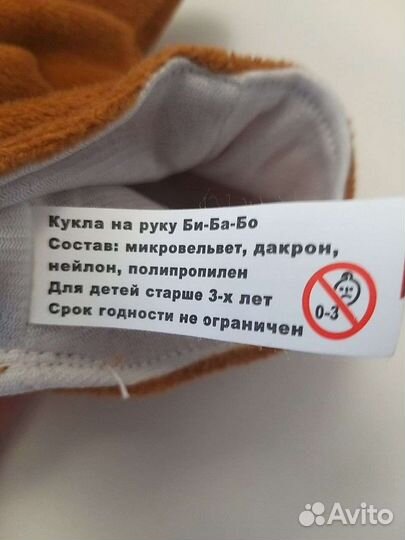 Кукла на руку Би-Ба-Бо
Состав: микровельвет, дакрон,
нейлон, полипропилен
Для детей старше 3-х лет
Срок годности не ограничен
0-3
Avito